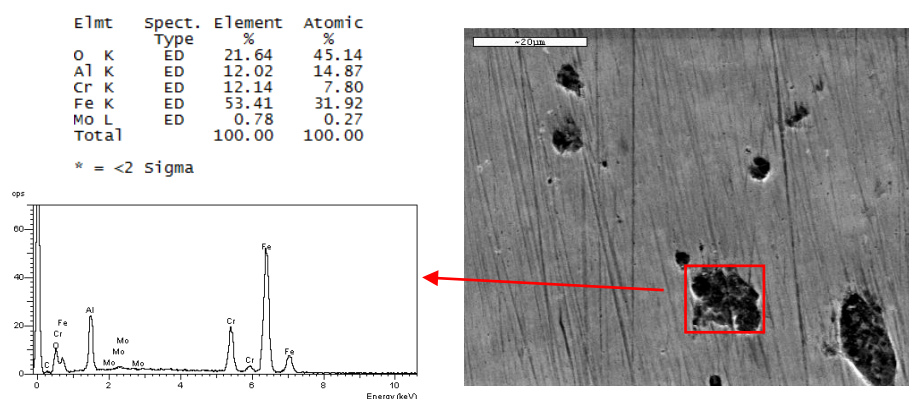 Elmt Spect. Element Atomic
Type % %
O K ED 21.64 45.14
Al K ED 12.02 14.87
Cr K ED 12.14 7.80
Fe K ED 53.41 31.92
Mo L ED 0.78 0.27
Total 100.00 100.00
* = <2 Sigma
~20µm
cps
60
40
20
0
Fe
Cr
O
C
Al
Mo
Mo
Mo
Mo
Cr
Cr
Fe
Fe
0 2 4 6 8 10
Energy (keV)